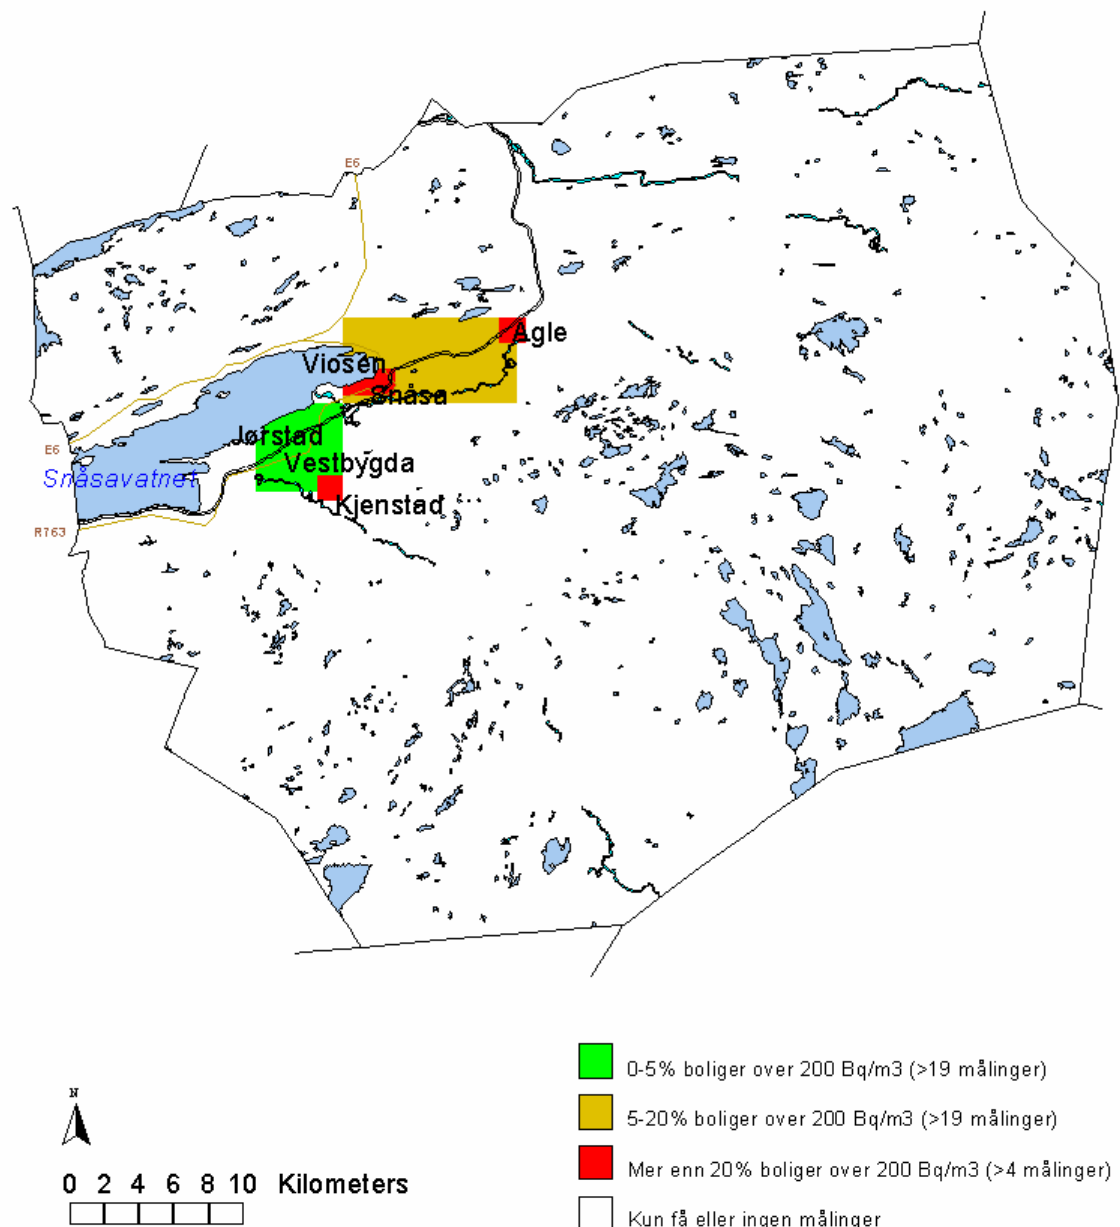 E6
Agle
Viosen
Snåsa
Jørstad
E6
Vestbygda
Snåsavatnet
Kjenstad
R763
0-5% boliger over 200 Bq/m3 (>19 målinger)
N
5-20% boliger over 200 Bq/m3 (>19 målinger)
Mer enn 20% boliger over 200 Bq/m3 (>4 målinger)
0 2 4 6 8 10 Kilometers
Kun få eller ingen målinger